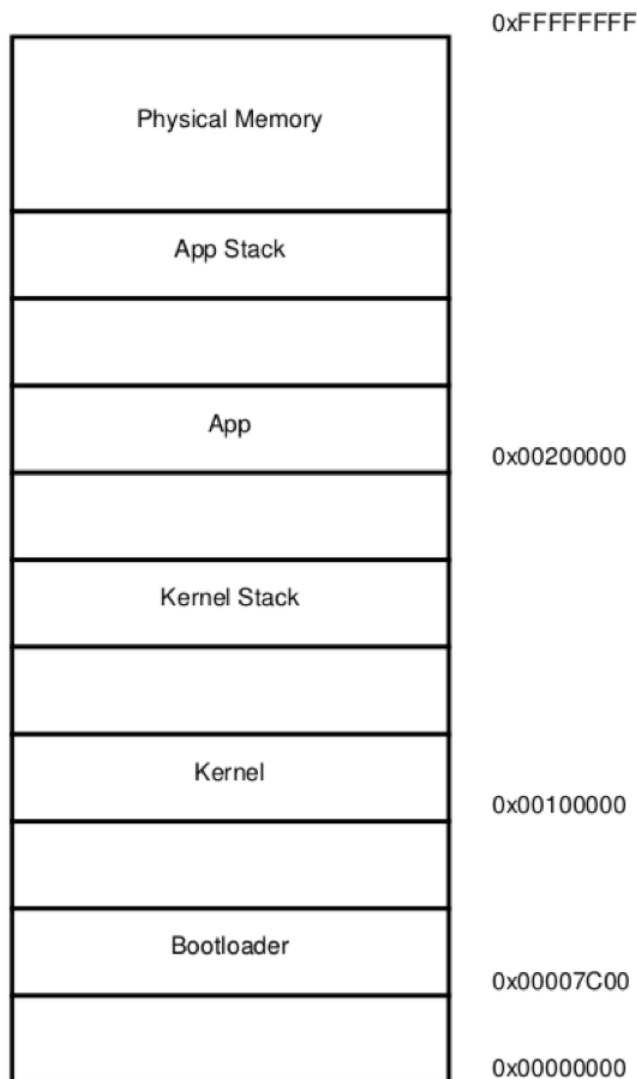 0xFFFFFFFF
Physical Memory
App Stack
App
0x00200000
Kernel Stack
Kernel
0x00100000
Bootloader
0x00007C00
0x00000000